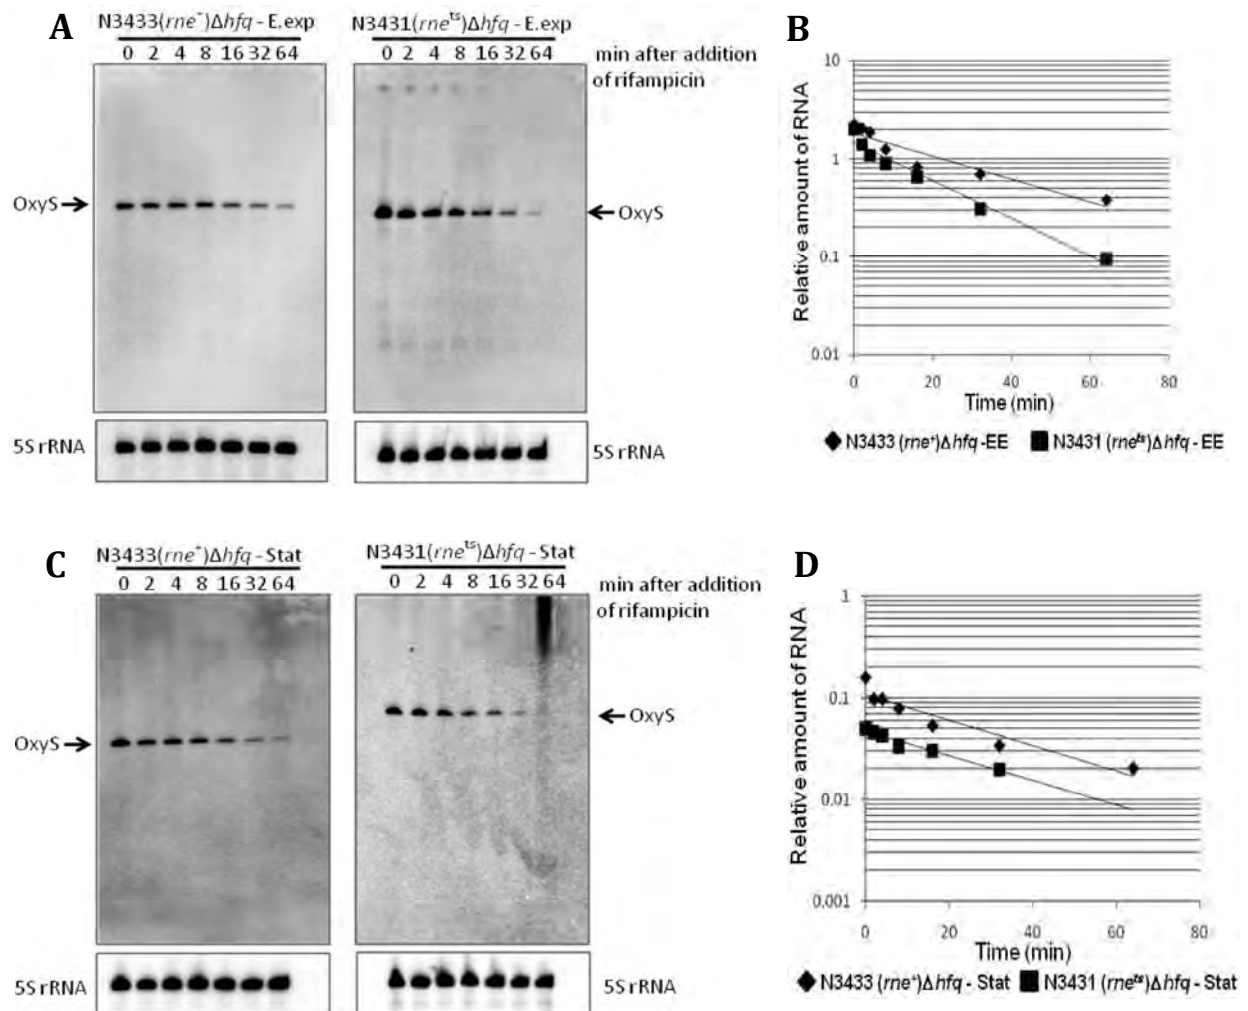 A
N3433(rne⁺)Δhfq - E.exp
0 2 4 8 16 32 64
N3431(rneᵗˢ)Δhfq - E.exp
0 2 4 8 16 32 64
min after addition
of rifampicin
OxyS
OxyS
5S rRNA
5S rRNA
B
Relative amount of RNA
10
1
0.1
0.01
0 20 40 60 80
Time (min)
N3433 (rne⁺)Δhfq -EE
N3431 (rneᵗˢ)Δhfq - EE
C
N3433(rne⁺)Δhfq - Stat
0 2 4 8 16 32 64
N3431(rneᵗˢ)Δhfq - Stat
0 2 4 8 16 32 64
min after addition
of rifampicin
OxyS
OxyS
5S rRNA
5S rRNA
D
Relative amount of RNA
1
0.1
0.01
0.001
0 20 40 60 80
Time (min)
N3433 (rne⁺)Δhfq - Stat
N3431 (rneᵗˢ)Δhfq - Stat